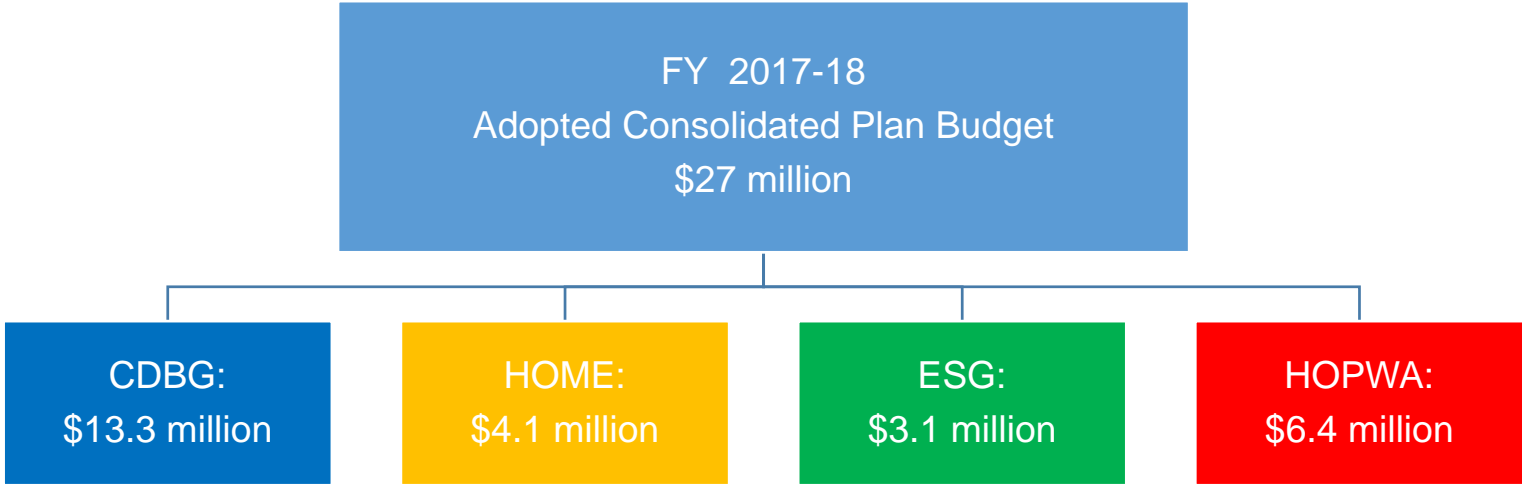 FY 2017-18
Adopted Consolidated Plan Budget
$27 million
CDBG:
$13.3 million
HOME:
$4.1 million
ESG:
$3.1 million
HOPWA:
$6.4 million